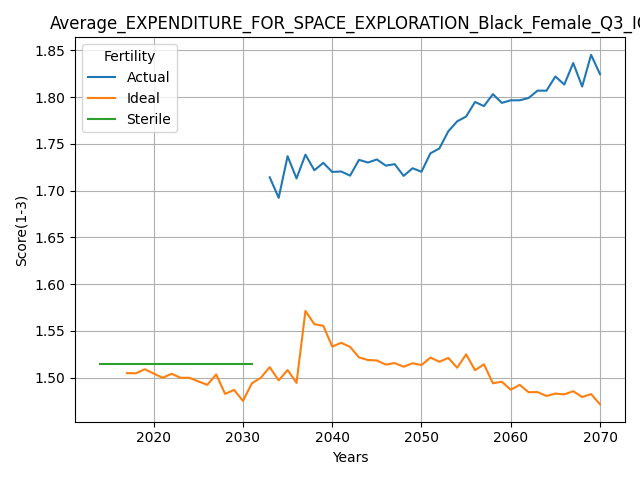 Average_EXPENDITURE_FOR_SPACE_EXPLORATION_Black_Female_Q3_IC
Fertility
Actual
Ideal
Sterile
Score(1-3)
1.85
1.80
1.75
1.70
1.65
1.60
1.55
1.50
2020 2030 2040 2050 2060 2070
Years